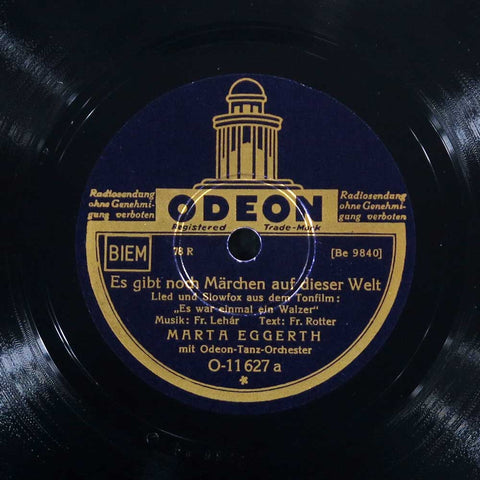 Radiosendung
ohne Genehmi-
gung verboten
Radiosendung
ohne Genehmi-
gung verboten
ODEON
Registered Trade-Mark
BIEM 78 R [Be 9840]
Es gibt noch Märchen auf dieser Welt
Lied und Slowfox aus dem Tonfilm:
„Es war einmal ein Walzer"
Musik: Fr. Lehár Text: Fr. Rotter
MARTA EGGERTH
mit Odeon-Tanz-Orchester
O-11627a